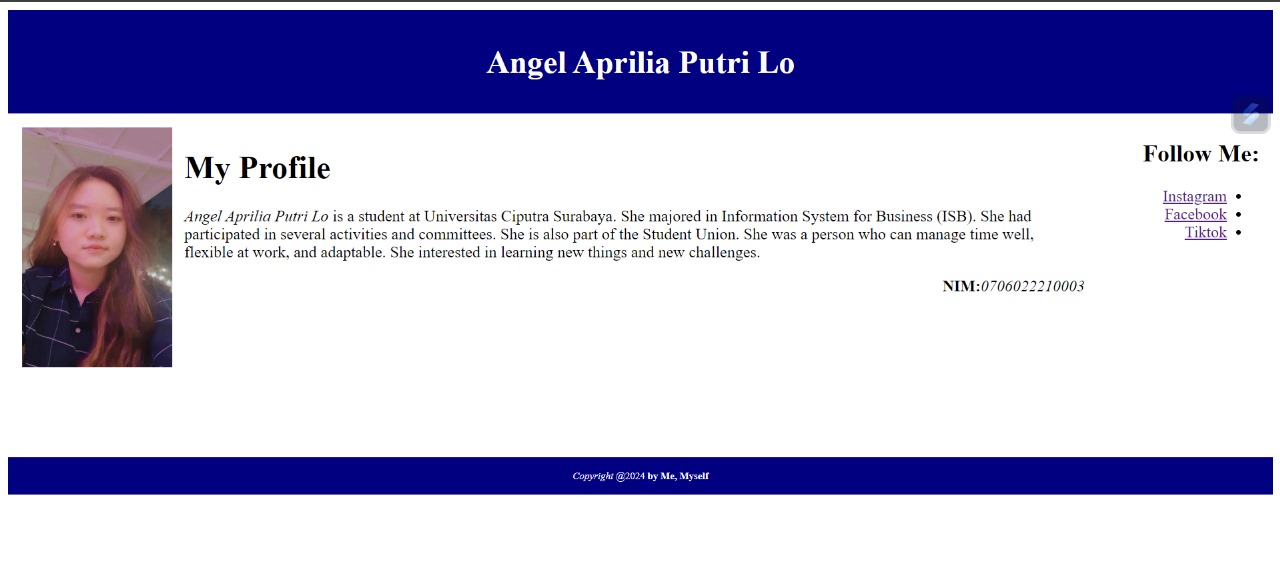 Angel Aprilia Putri Lo
My Profile
Angel Aprilia Putri Lo is a student at Universitas Ciputra Surabaya. She majored in Information System for Business (ISB). She had
participated in several activities and committees. She is also part of the Student Union. She was a person who can manage time well,
flexible at work, and adaptable. She interested in learning new things and new challenges.
NIM:0706022210003
Follow Me:
Instagram
Facebook
Tiktok
Copyright @2024 by Me, Myself